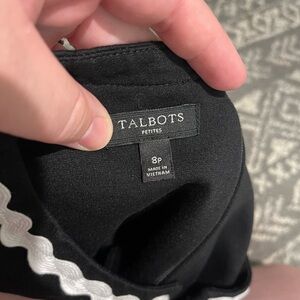 TALBOTS
PETITES
8P
MADE IN
VIETNAM